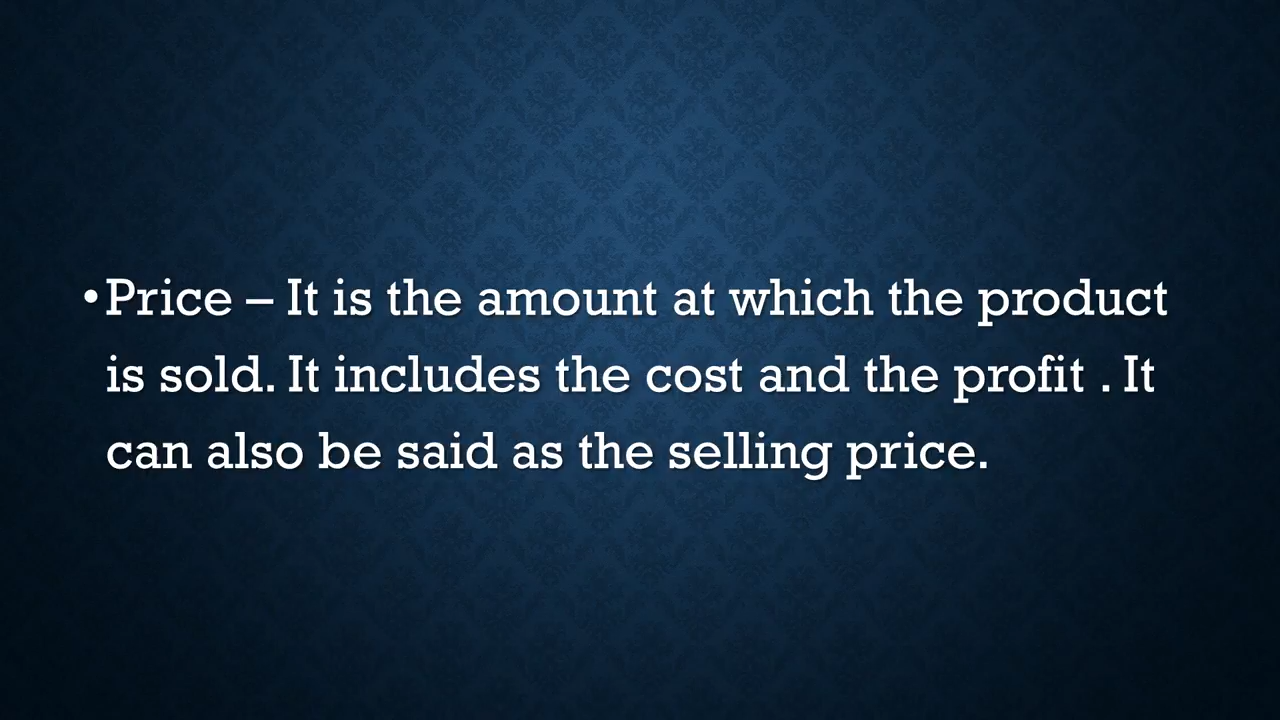 •Price – It is the amount at which the product
is sold. It includes the cost and the profit . It
can also be said as the selling price.